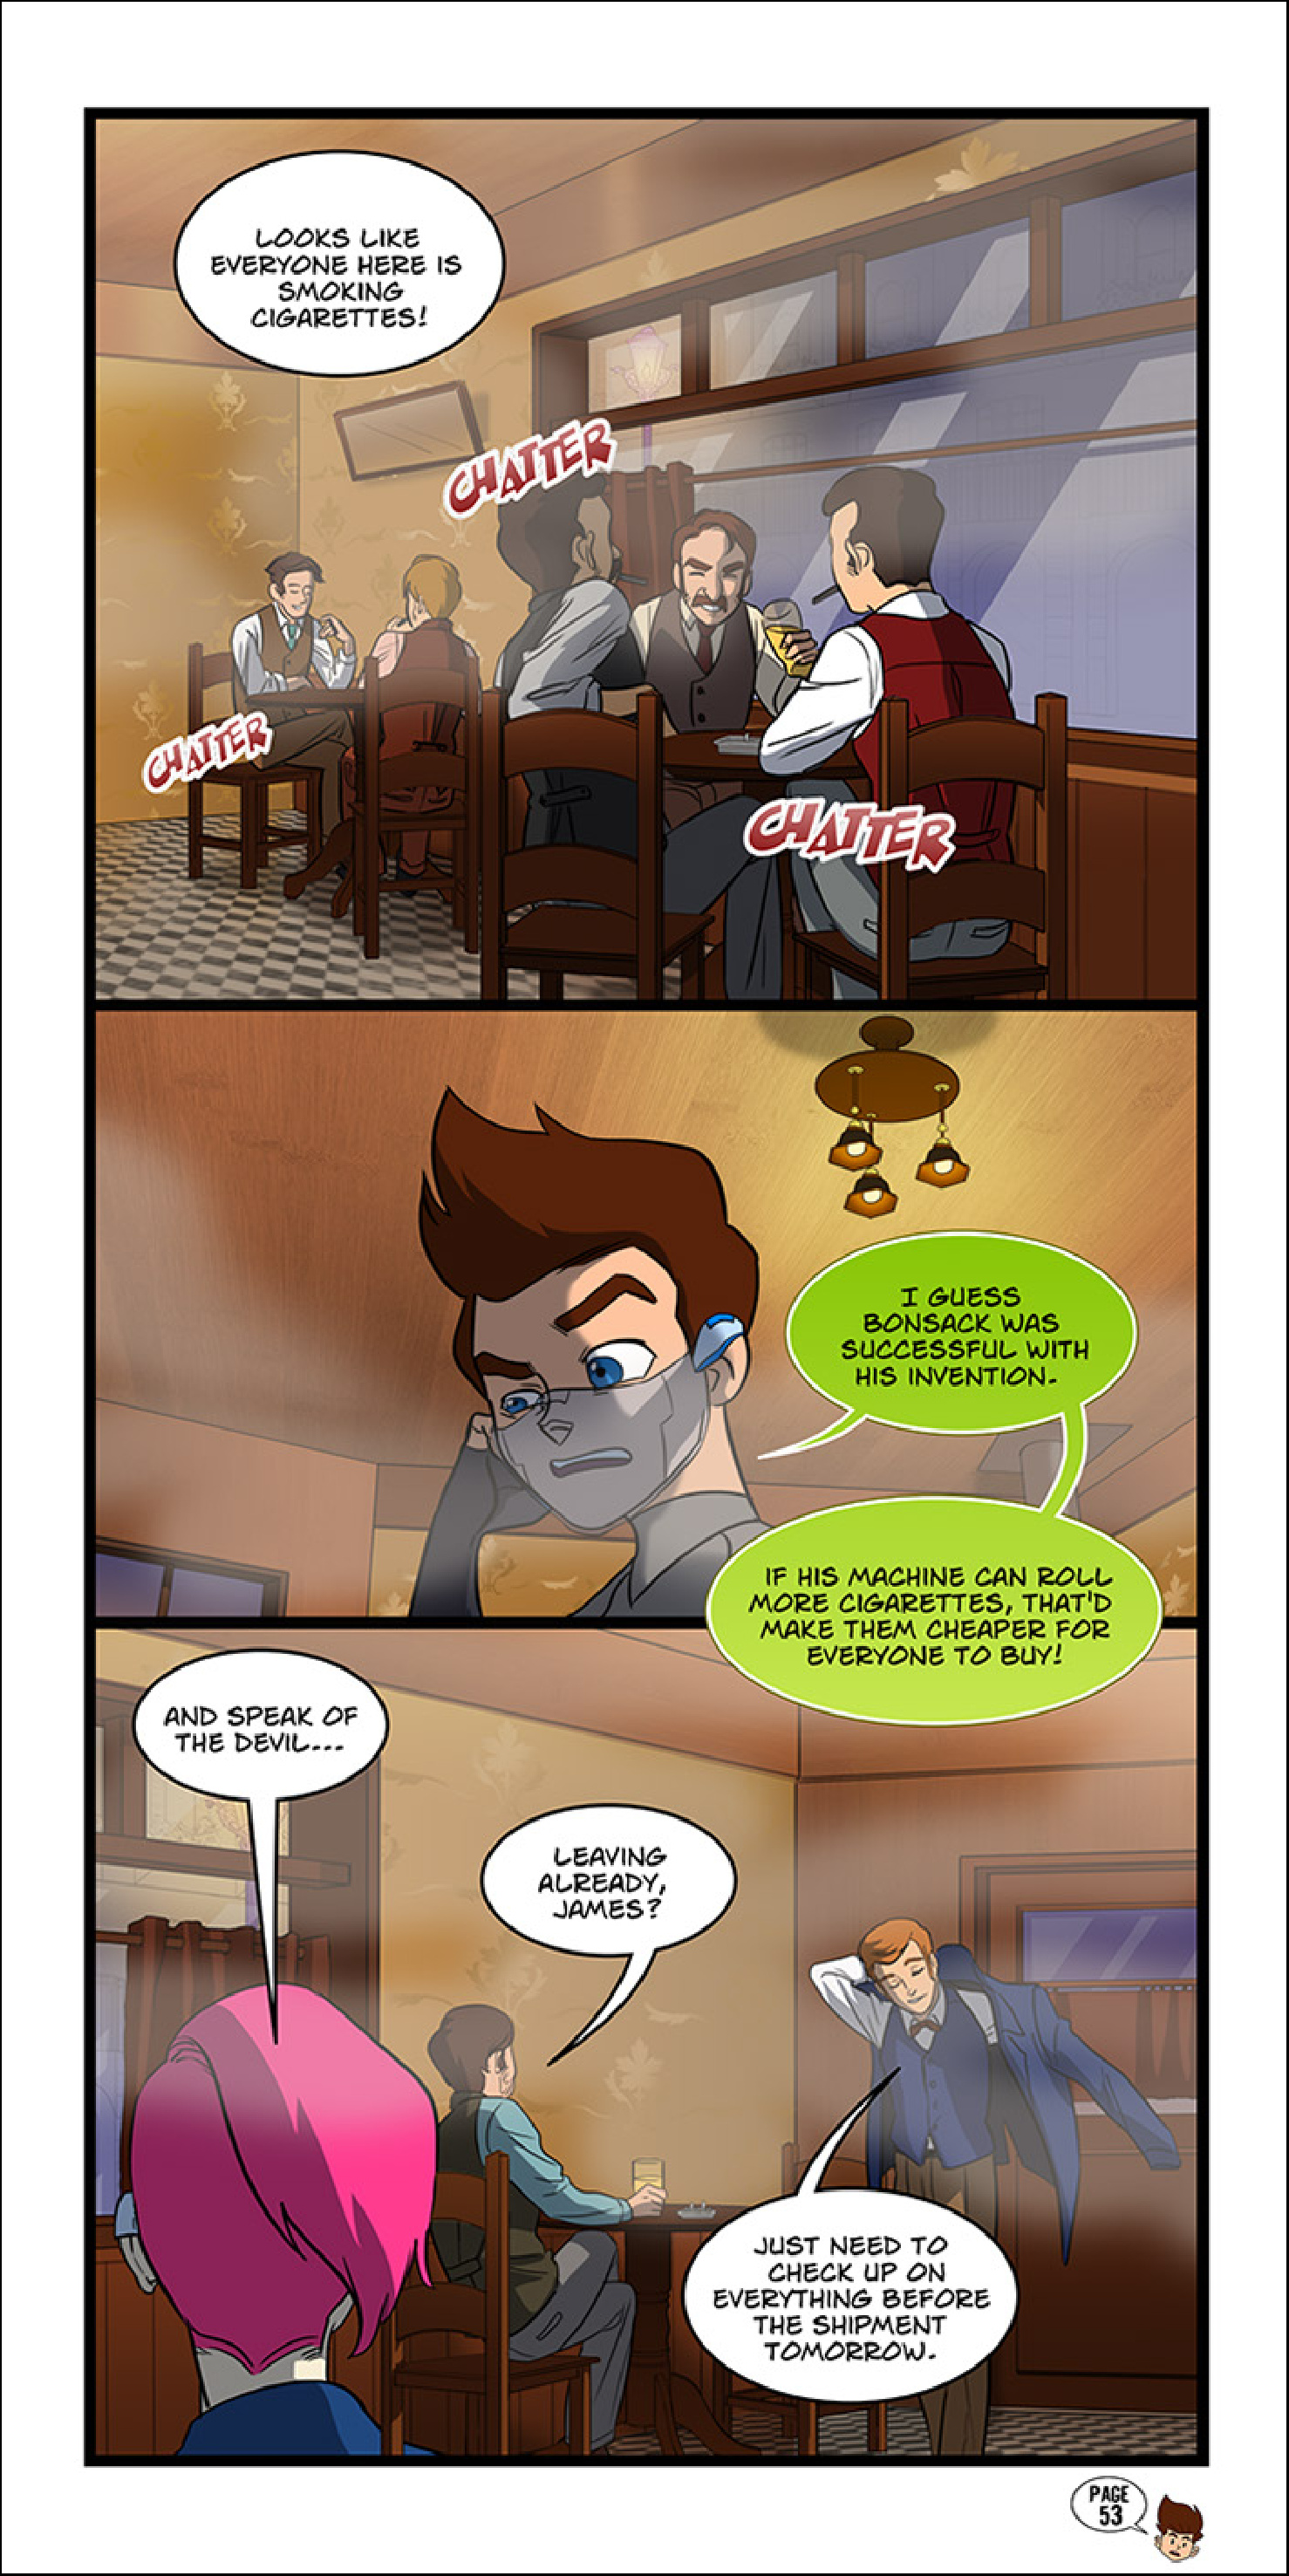 LOOKS LIKE
EVERYONE HERE IS
SMOKING
CIGARETTES!
CHATTER
CHATTER
CHATTER
I GUESS
BONSACK WAS
SUCCESSFUL WITH
HIS INVENTION.
IF HIS MACHINE CAN ROLL
MORE CIGARETTES, THAT'D
MAKE THEM CHEAPER FOR
EVERYONE TO BUY!
AND SPEAK OF
THE DEVIL...
LEAVING
ALREADY,
JAMES?
JUST NEED TO
CHECK UP ON
EVERYTHING BEFORE
THE SHIPMENT
TOMORROW.
PAGE
53